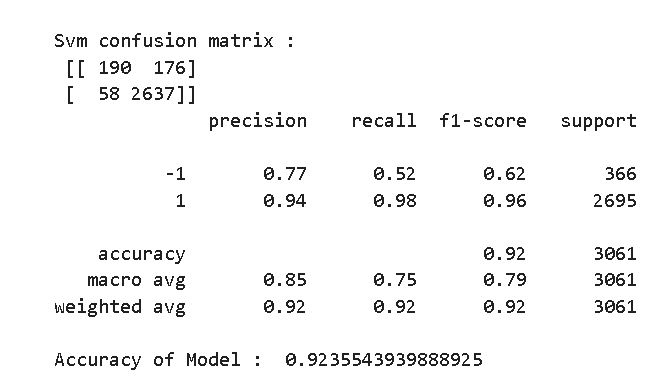 Svm confusion matrix :
[[ 190 176]
[ 58 2637]]
precision recall f1-score support
-1 0.77 0.52 0.62 366
1 0.94 0.98 0.96 2695
accuracy 0.92 3061
macro avg 0.85 0.75 0.79 3061
weighted avg 0.92 0.92 0.92 3061
Accuracy of Model : 0.9235543939888925